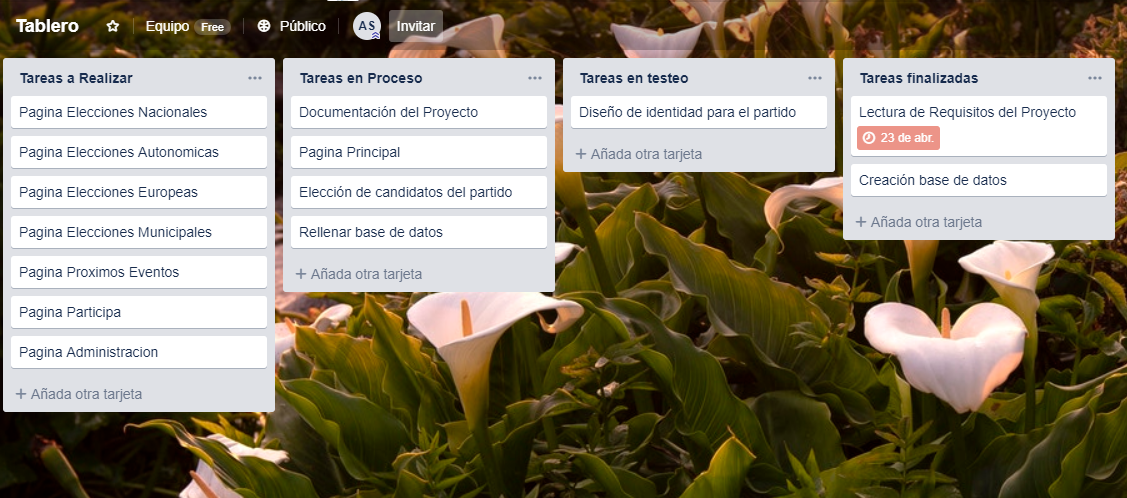 Tablero
Equipo Free
Público
AS
Invitar
Tareas a Realizar
Pagina Elecciones Nacionales
Pagina Elecciones Autonomicas
Pagina Elecciones Europeas
Pagina Elecciones Municipales
Pagina Proximos Eventos
Pagina Participa
Pagina Administracion
+ Añada otra tarjeta
Tareas en Proceso
Documentación del Proyecto
Pagina Principal
Elección de candidatos del partido
Rellenar base de datos
+ Añada otra tarjeta
Tareas en testeo
Diseño de identidad para el partido
+ Añada otra tarjeta
Tareas finalizadas
Lectura de Requisitos del Proyecto
23 de abr.
Creación base de datos
+ Añada otra tarjeta